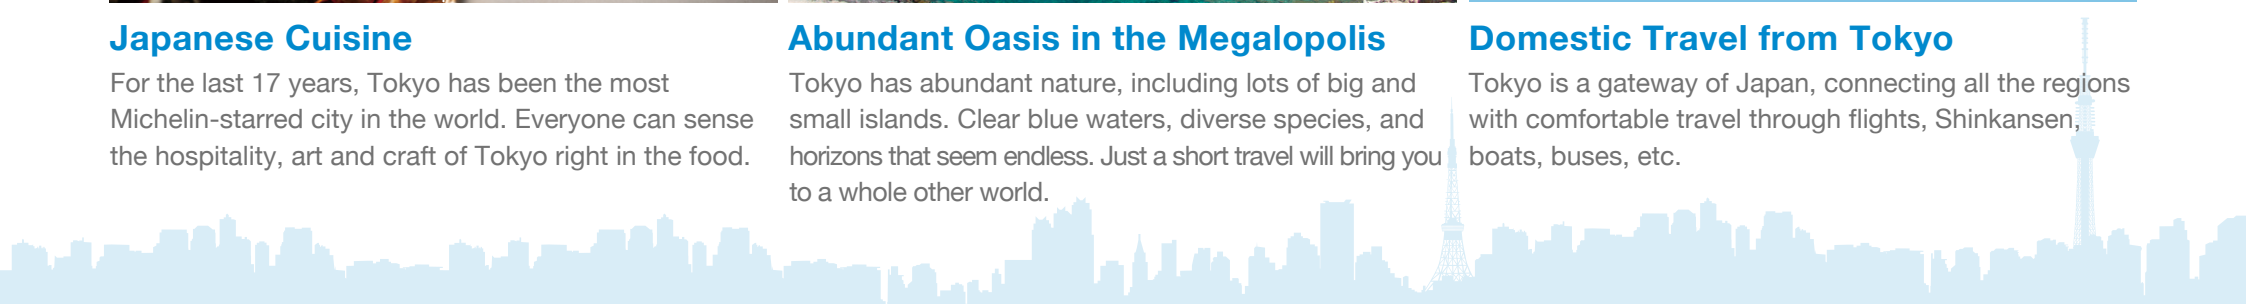 Japanese Cuisine
For the last 17 years, Tokyo has been the most
Michelin-starred city in the world. Everyone can sense
the hospitality, art and craft of Tokyo right in the food.
Abundant Oasis in the Megalopolis
Tokyo has abundant nature, including lots of big and
small islands. Clear blue waters, diverse species, and
horizons that seem endless. Just a short travel will bring you
to a whole other world.
Domestic Travel from Tokyo
Tokyo is a gateway of Japan, connecting all the regions
with comfortable travel through flights, Shinkansen,
boats, buses, etc.